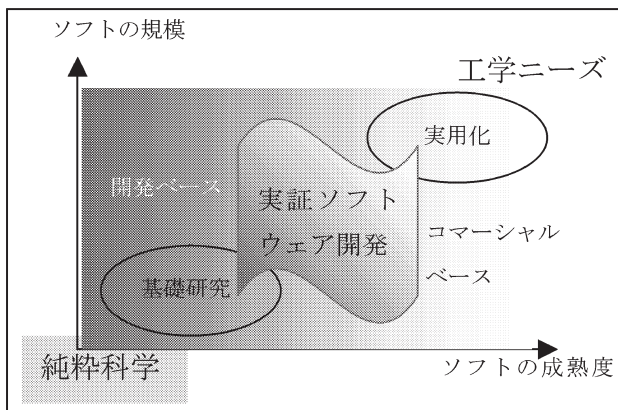 ソフトの規模
工学ニーズ
実用化
開発ベース
実証ソフト
ウェア開発
コマーシャル
ベース
基礎研究
純粋科学
ソフトの成熟度